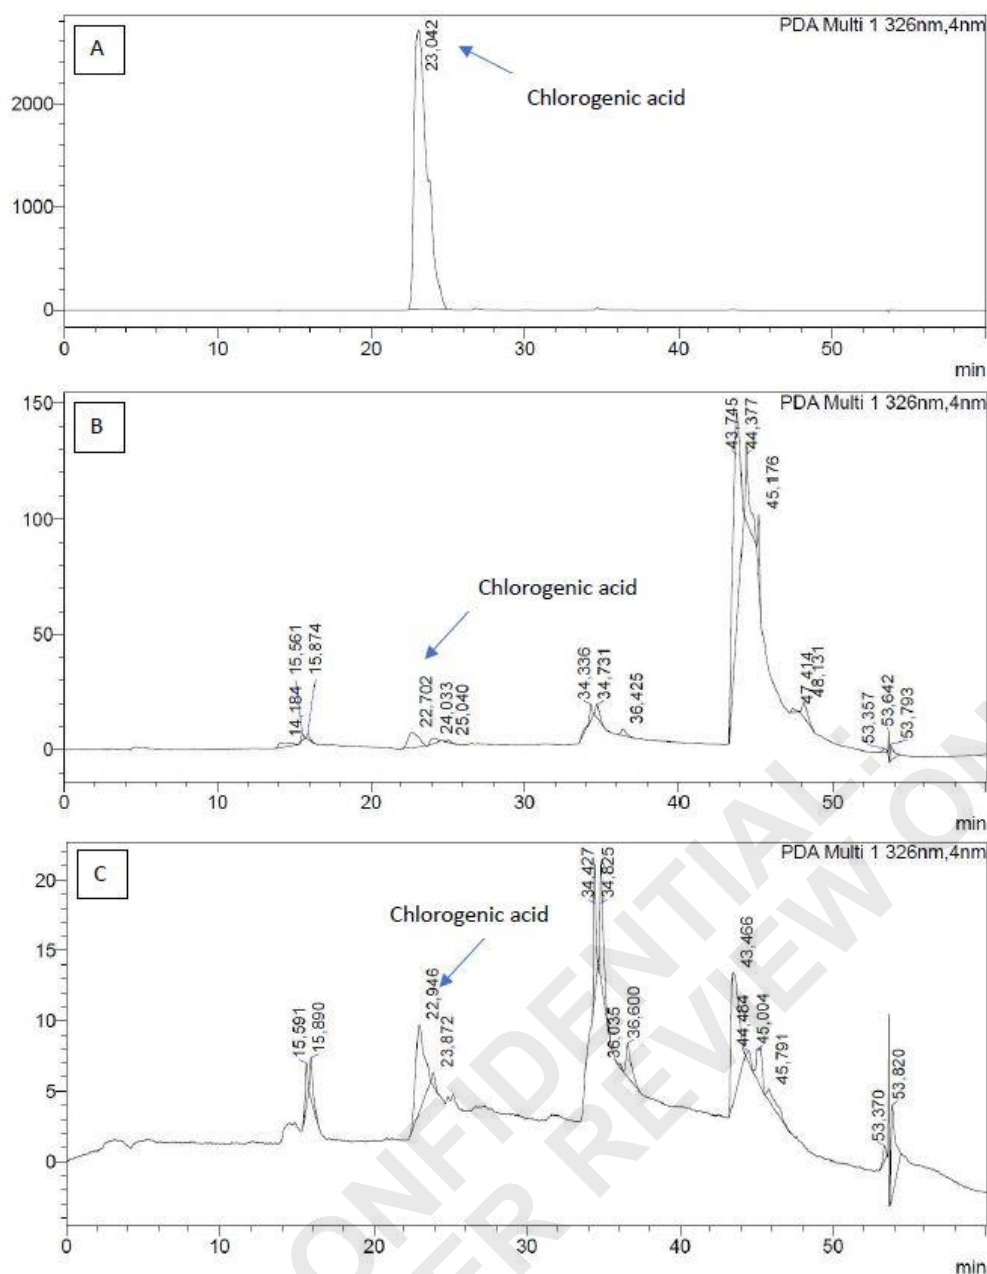 A
PDA Multi 1 326nm,4nm
23,042
Chlorogenic acid
2000
1000
0
0 10 20 30 40 50
min
B
PDA Multi 1 326nm,4nm
150
100
50
0
Chlorogenic acid
14,184
15,561
15,874
22,702
24,033
25,040
34,336
34,731
36,425
43,745
44,377
45,176
47,414
48,131
53,357
53,642
53,793
0 10 20 30 40 50
min
C
PDA Multi 1 326nm,4nm
20
15
10
5
0
Chlorogenic acid
15,591
15,890
22,946
23,872
34,427
34,825
36,035
36,600
43,466
44,484
45,004
45,791
53,370
53,820
0 10 20 30 40 50
min